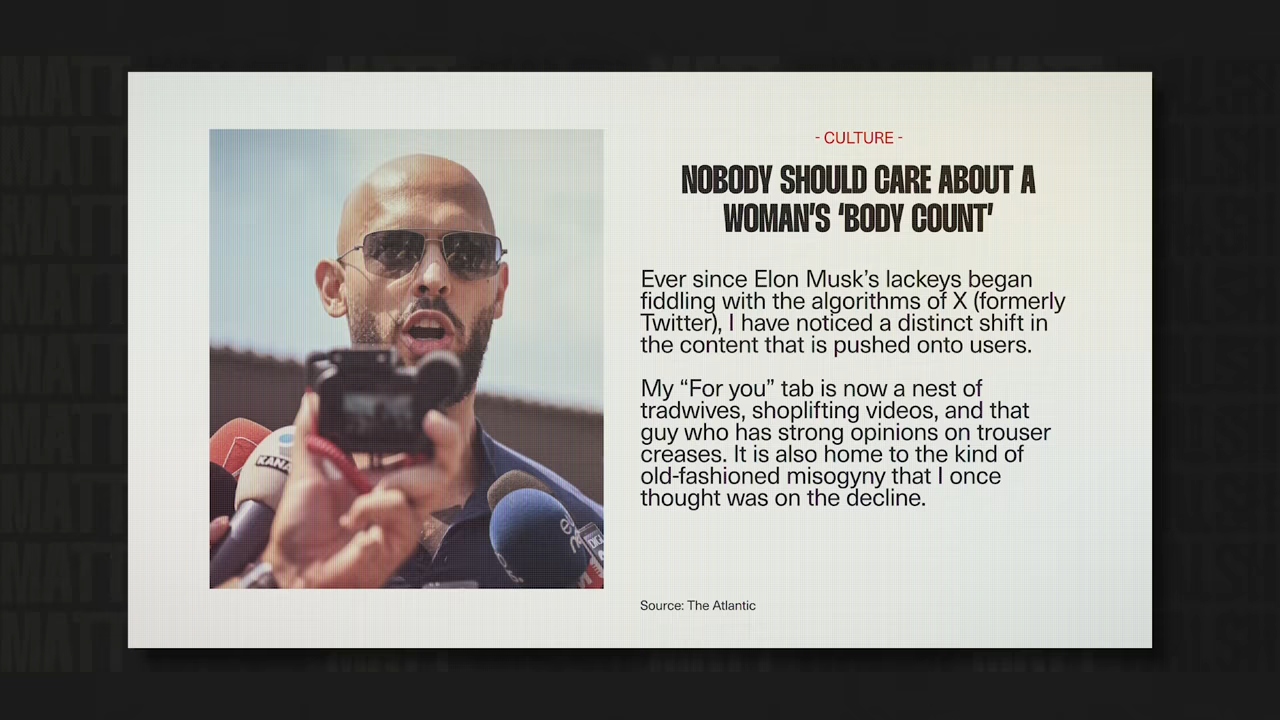 - CULTURE -
NOBODY SHOULD CARE ABOUT A
WOMAN'S ‘BODY COUNT’
Ever since Elon Musk’s lackeys began
fiddling with the algorithms of X (formerly
Twitter), I have noticed a distinct shift in
the content that is pushed onto users.
My “For you” tab is now a nest of
tradwives, shoplifting videos, and that
guy who has strong opinions on trouser
creases. It is also home to the kind of
old-fashioned misogyny that I once
thought was on the decline.
Source: The Atlantic